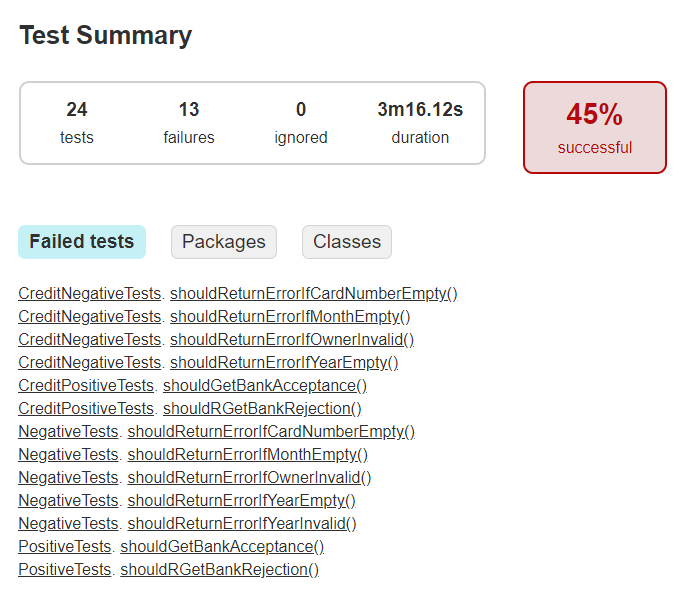 Test Summary
24 13 0 3m16.12s
tests failures ignored duration
45%
successful
Failed tests Packages Classes
CreditNegativeTests. shouldReturnErrorIfCardNumberEmpty()
CreditNegativeTests. shouldReturnErrorIfMonthEmpty()
CreditNegativeTests. shouldReturnErrorIfOwnerInvalid()
CreditNegativeTests. shouldReturnErrorIfYearEmpty()
CreditPositiveTests. shouldGetBankAcceptance()
CreditPositiveTests. shouldRGetBankRejection()
NegativeTests. shouldReturnErrorIfCardNumberEmpty()
NegativeTests. shouldReturnErrorIfMonthEmpty()
NegativeTests. shouldReturnErrorIfOwnerInvalid()
NegativeTests. shouldReturnErrorIfYearEmpty()
NegativeTests. shouldReturnErrorIfYearInvalid()
PositiveTests. shouldGetBankAcceptance()
PositiveTests. shouldRGetBankRejection()